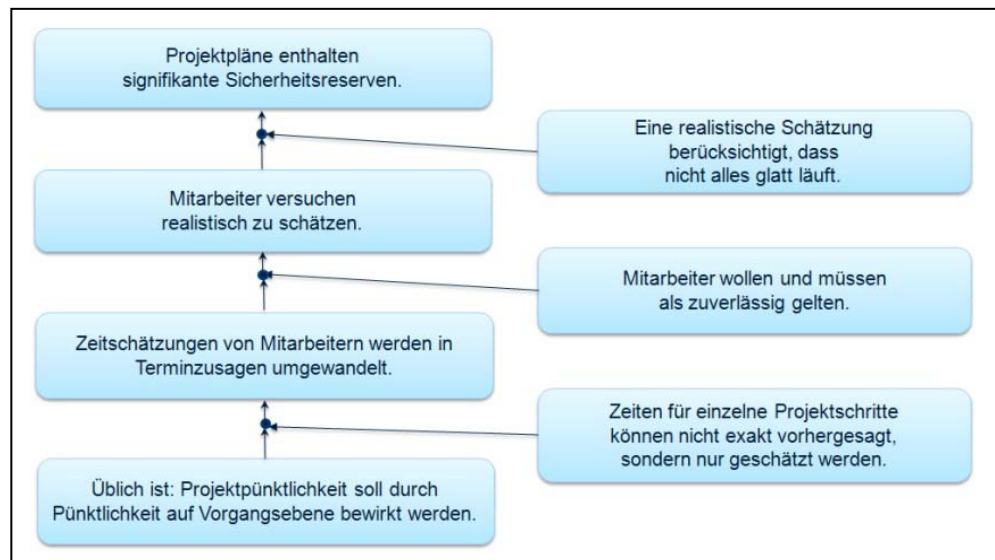 Projektpläne enthalten
signifikante Sicherheitsreserven.
Eine realistische Schätzung
berücksichtigt, dass
nicht alles glatt läuft.
Mitarbeiter versuchen
realistisch zu schätzen.
Mitarbeiter wollen und müssen
als zuverlässig gelten.
Zeitschätzungen von Mitarbeitern werden in
Terminzusagen umgewandelt.
Zeiten für einzelne Projektschritte
können nicht exakt vorhergesagt,
sondern nur geschätzt werden.
Üblich ist: Projektpünktlichkeit soll durch
Pünktlichkeit auf Vorgangsebene bewirkt werden.